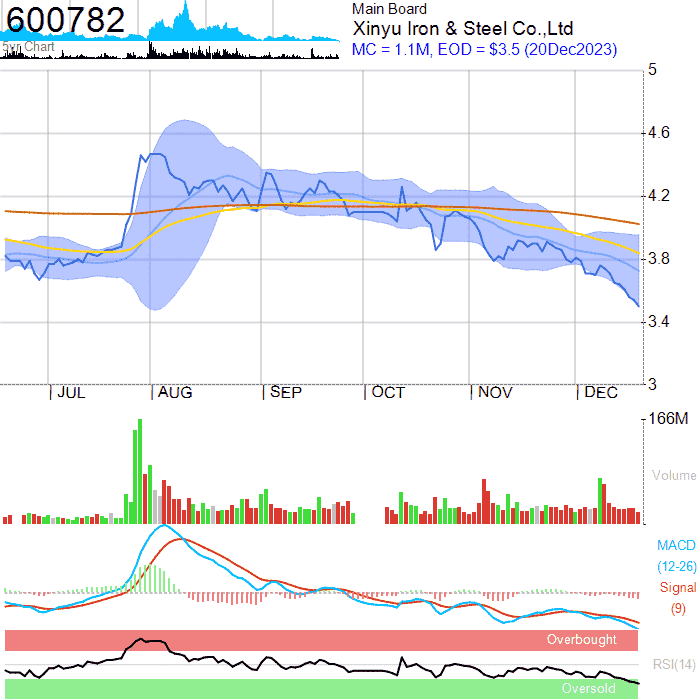 600782
5yr Chart
Main Board
Xinyu Iron & Steel Co.,Ltd
MC = 1.1M, EOD = $3.5 (20Dec2023)
5
4.6
4.2
3.8
3.4
3
JUL AUG SEP OCT NOV DEC
166M
Volume
MACD
(12-26)
Signal
(9)
Overbought
RSI(14)
Oversold